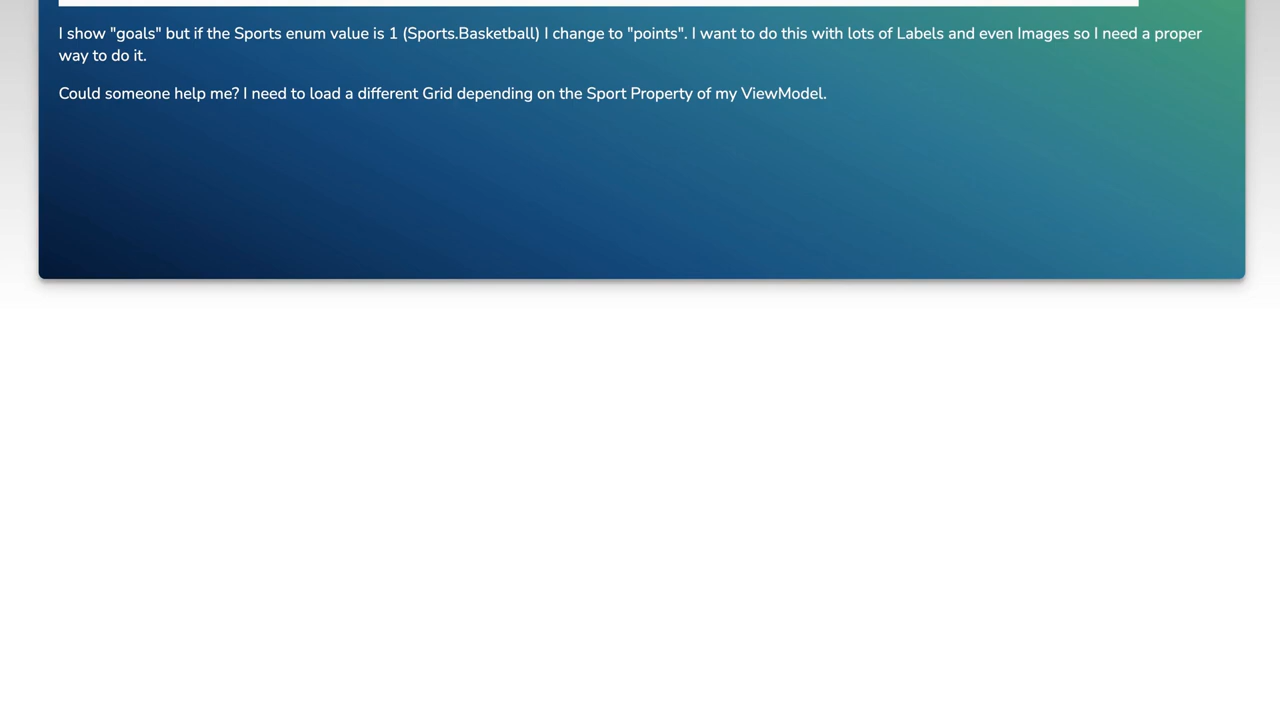 I show "goals" but if the Sports enum value is 1 (Sports.Basketball) I change to "points". I want to do this with lots of Labels and even Images so I need a proper
way to do it.
Could someone help me? I need to load a different Grid depending on the Sport Property of my ViewModel.